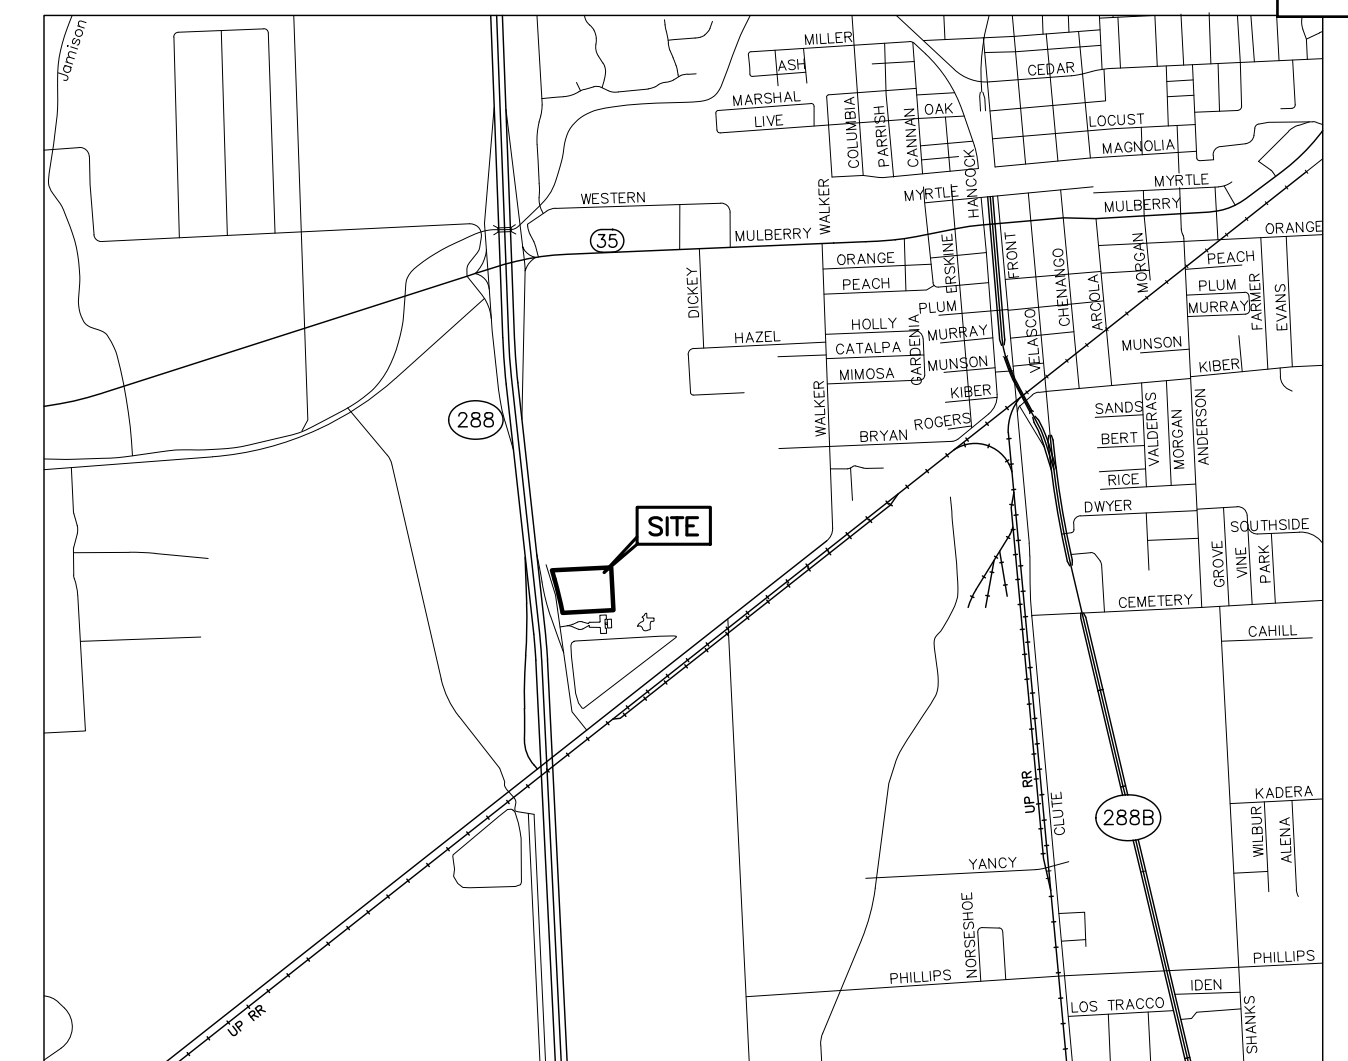 Jamison
MILLER
ASH
CEDAR
MARSHAL
LIVE
COLUMBIA
PARRISH
CANNAN
OAK
LOCUST
MAGNOLIA
HANCOCK
WESTERN
WALKER
MYRTLE
MYRTLE
MULBERRY
35
MULBERRY
ORANGE
ORANGE
PEACH
ERSKINE
FRONT
CHENANGO
ARCOLA
MORGAN
PEACH
PLUM
MURRAY
FARMER
EVANS
DICKEY
PLUM
HOLLY
GARDENIA
MURRAY
VELASCO
HAZEL
CATALPA
MUNSON
MUNSON
MIMOSA
KIBER
KIBER
288
WALKER
BRYAN
ROGERS
SANDS
BERT
VALDERAS
MORGAN
ANDERSON
RICE
DWYER
SITE
SOUTHSIDE
GROVE
VINE
PARK
CEMETERY
CAHILL
UP RR
CLUTE
288B
KADERA
WILBUR
ALENA
YANCY
NORSESHOE
PHILLIPS
PHILLIPS
IDEN
LOS TRACCO
SHANKS
UP RR